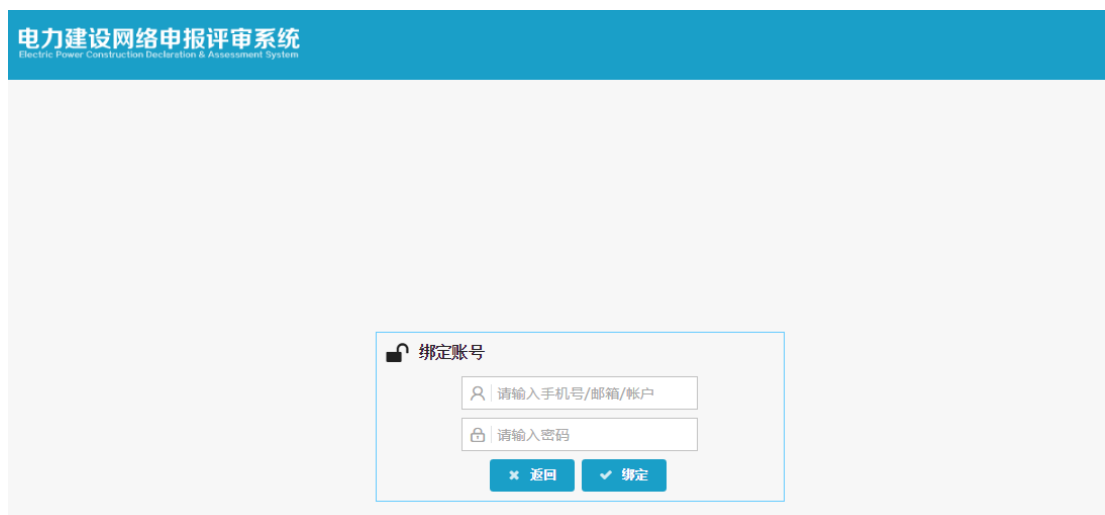 电力建设网络申报评审系统
Electric Power Construction Declaration & Assessment System
绑定账号
请输入手机号/邮箱/帐户
请输入密码
返回 绑定